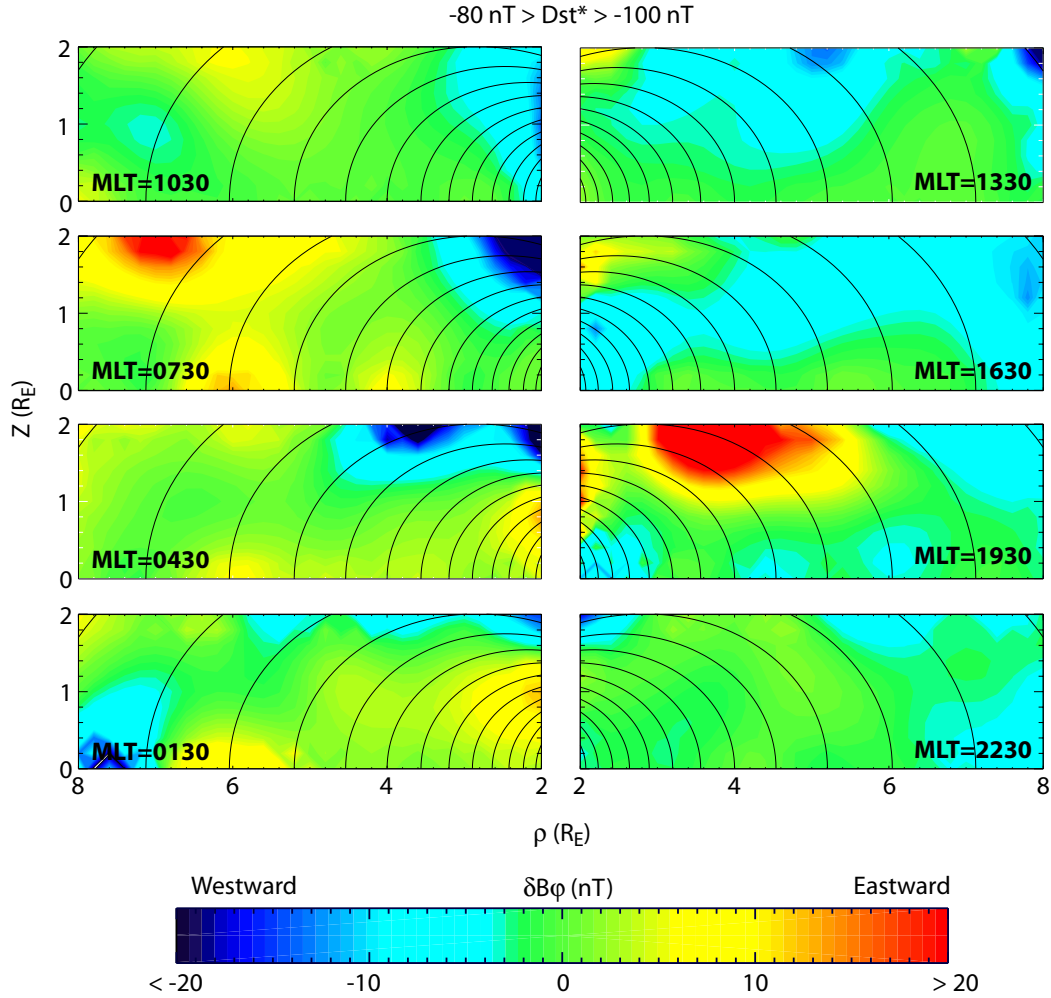 -80 nT > Dst* > -100 nT
2
1
0
MLT=1030
MLT=1330
2
1
0
MLT=0730
MLT=1630
Z (RE)
2
1
0
MLT=0430
MLT=1930
2
1
0
MLT=0130
MLT=2230
8 6 4 2 2 4 6 8
ρ (RE)
Westward δBφ (nT) Eastward
< -20 -10 0 10 > 20